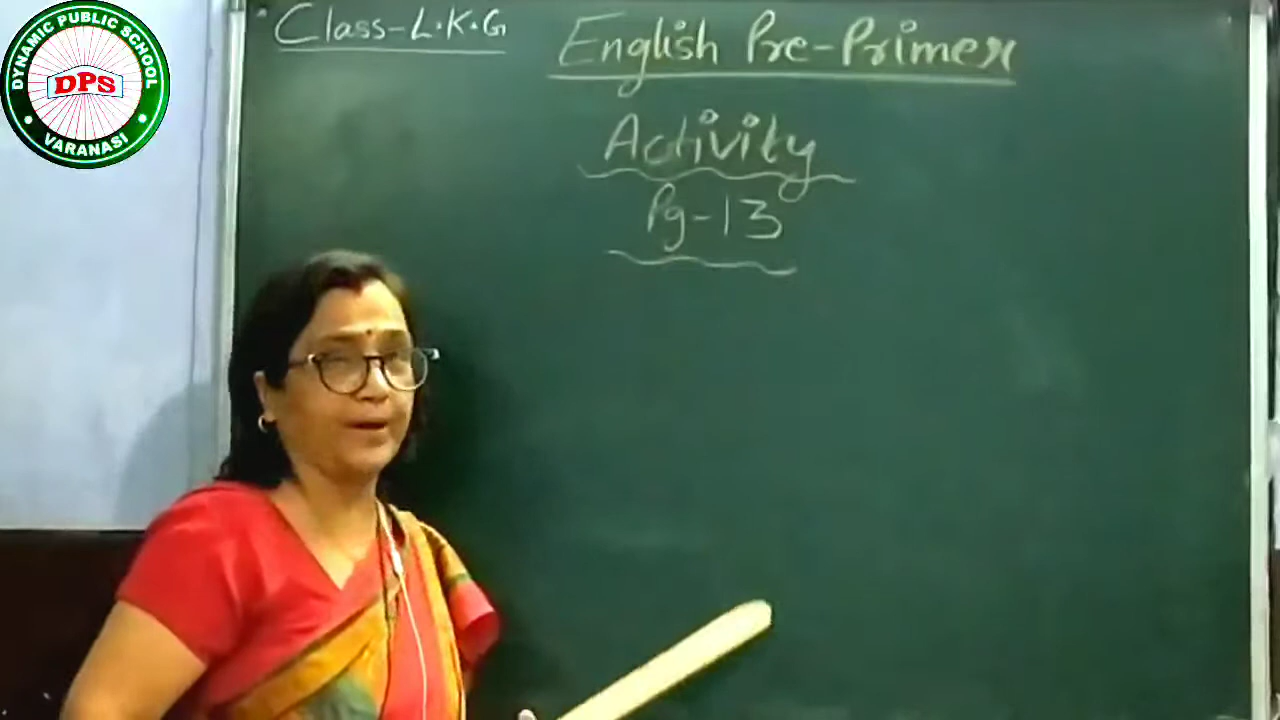 DYNAMIC PUBLIC SCHOOL
DPS
VARANASI
Class-L.K.G
English Pre-Primer
Activity
Pg-13